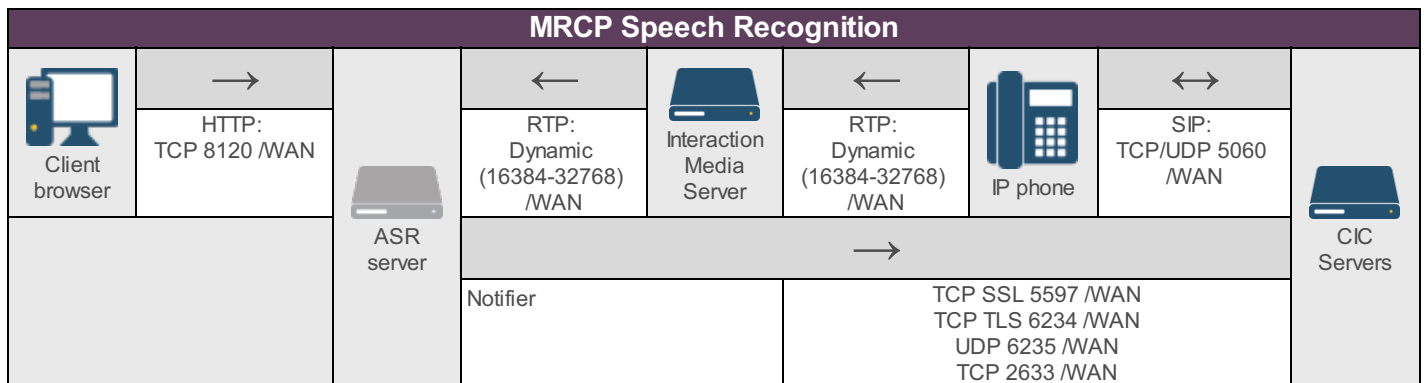 MRCP Speech Recognition
→
←
←
↔
Client
browser
HTTP:
TCP 8120 /WAN
ASR
server
RTP:
Dynamic
(16384-32768)
/WAN
Interaction
Media
Server
RTP:
Dynamic
(16384-32768)
/WAN
IP phone
SIP:
TCP/UDP 5060
/WAN
CIC
Servers
→
Notifier
TCP SSL 5597 /WAN
TCP TLS 6234 /WAN
UDP 6235 /WAN
TCP 2633 /WAN